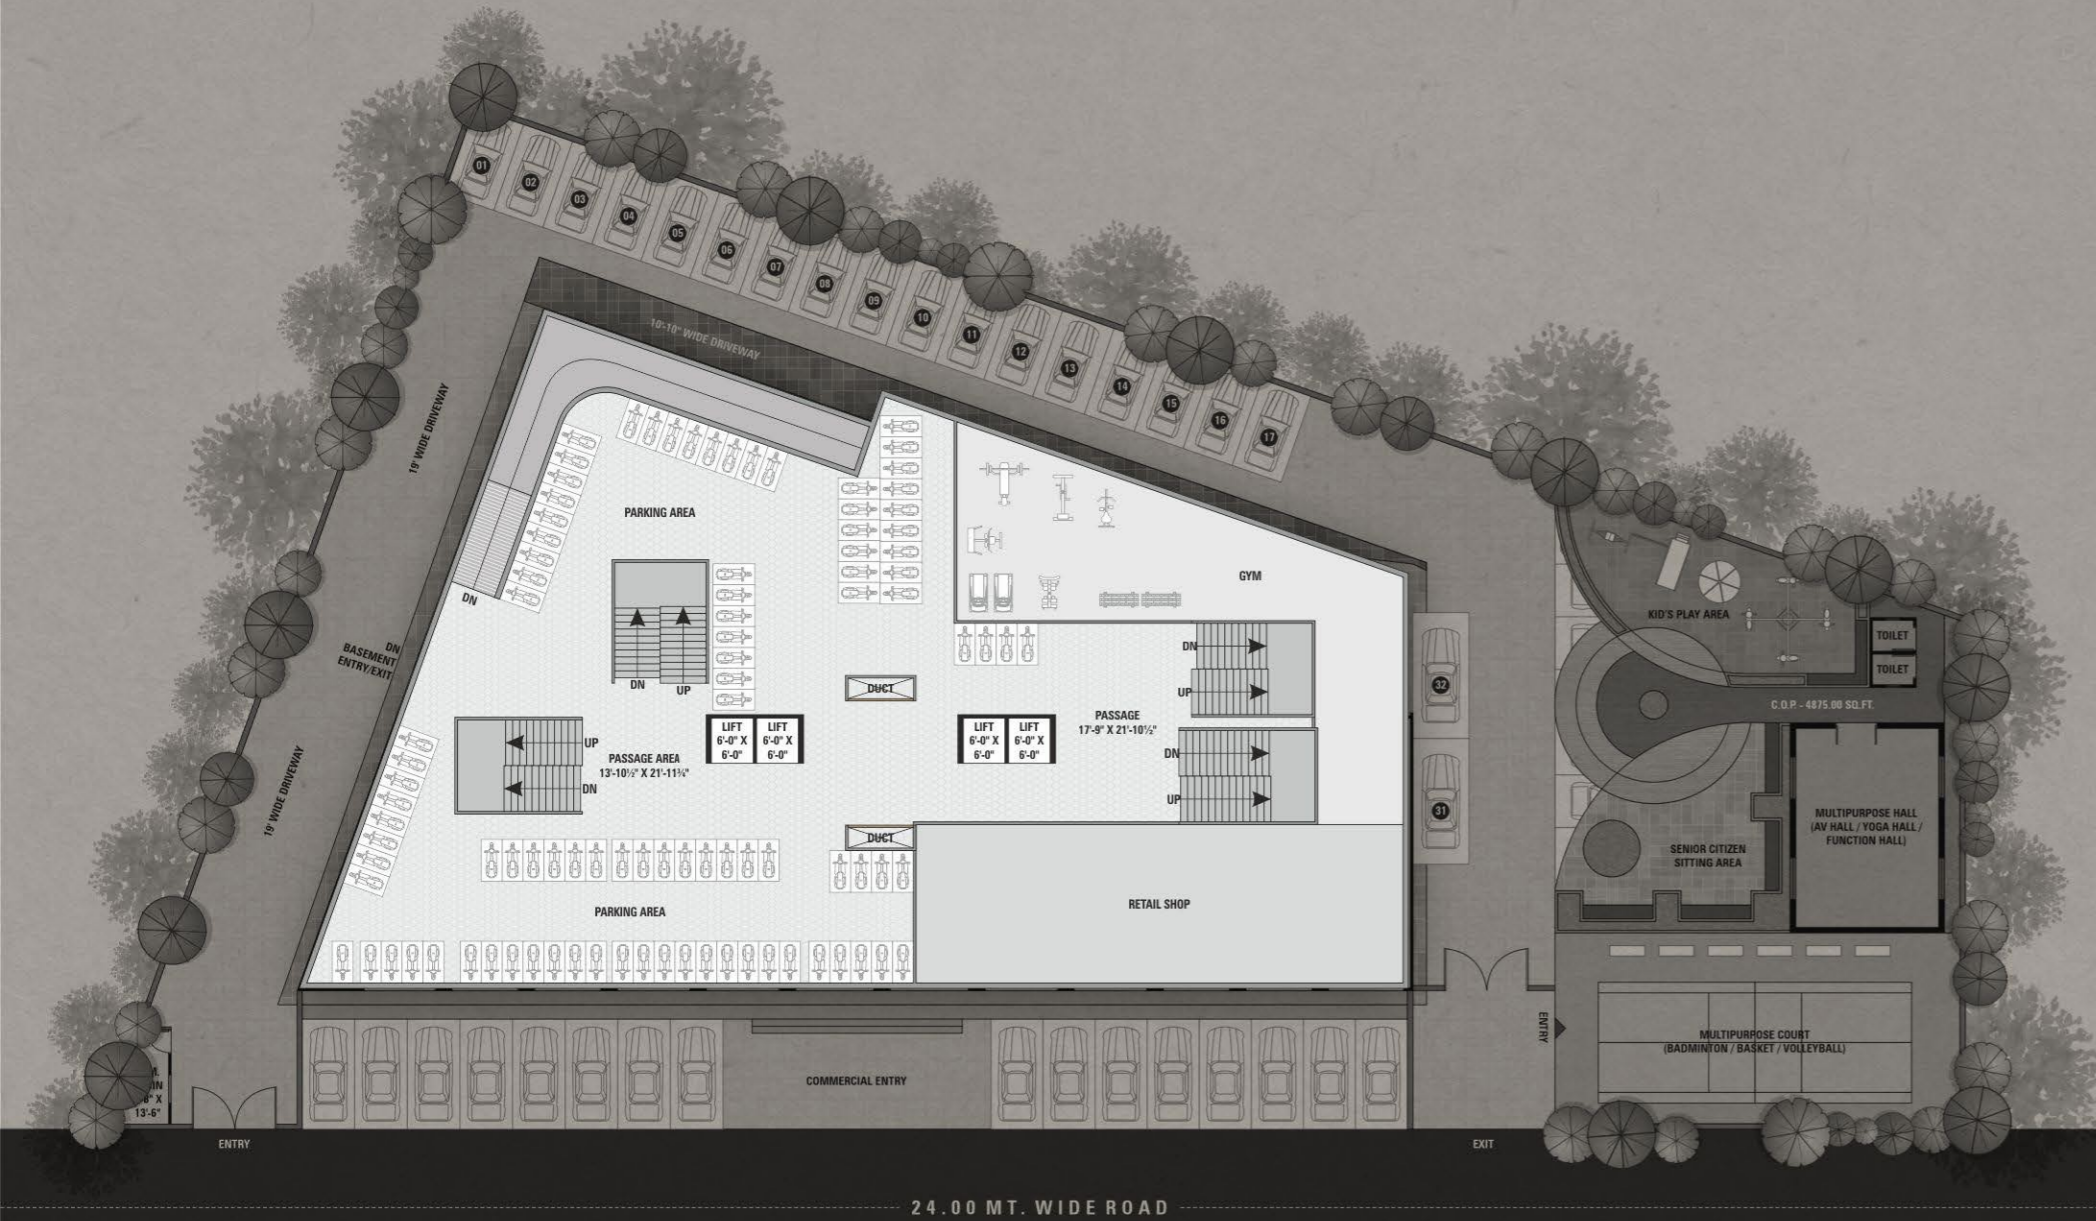 01
02
03
04
05
06
07
08
09
10
11
12
13
14
15
16
17
10'-10" WIDE DRIVEWAY
19' WIDE DRIVEWAY
PARKING AREA
GYM
DN
DN
BASEMENT
ENTRY/EXIT
DN
UP
DUCT
DN
UP
LIFT
6'-0" X
6'-0"
LIFT
6'-0" X
6'-0"
LIFT
6'-0" X
6'-0"
LIFT
6'-0" X
6'-0"
PASSAGE
17'-9" X 21'-10½"
UP
DN
PASSAGE AREA
13'-10½" X 21'-11¾"
DN
UP
19' WIDE DRIVEWAY
DUCT
PARKING AREA
RETAIL SHOP
32
31
KID'S PLAY AREA
TOILET
TOILET
C.O.P. - 4875.00 SQ.FT.
MULTIPURPOSE HALL
(AV HALL / YOGA HALL /
FUNCTION HALL)
SENIOR CITIZEN
SITTING AREA
ENTRY
MULTIPURPOSE COURT
(BADMINTON / BASKET / VOLLEYBALL)
COMMERCIAL ENTRY
13'-6"
ENTRY
EXIT
24.00 MT. WIDE ROAD